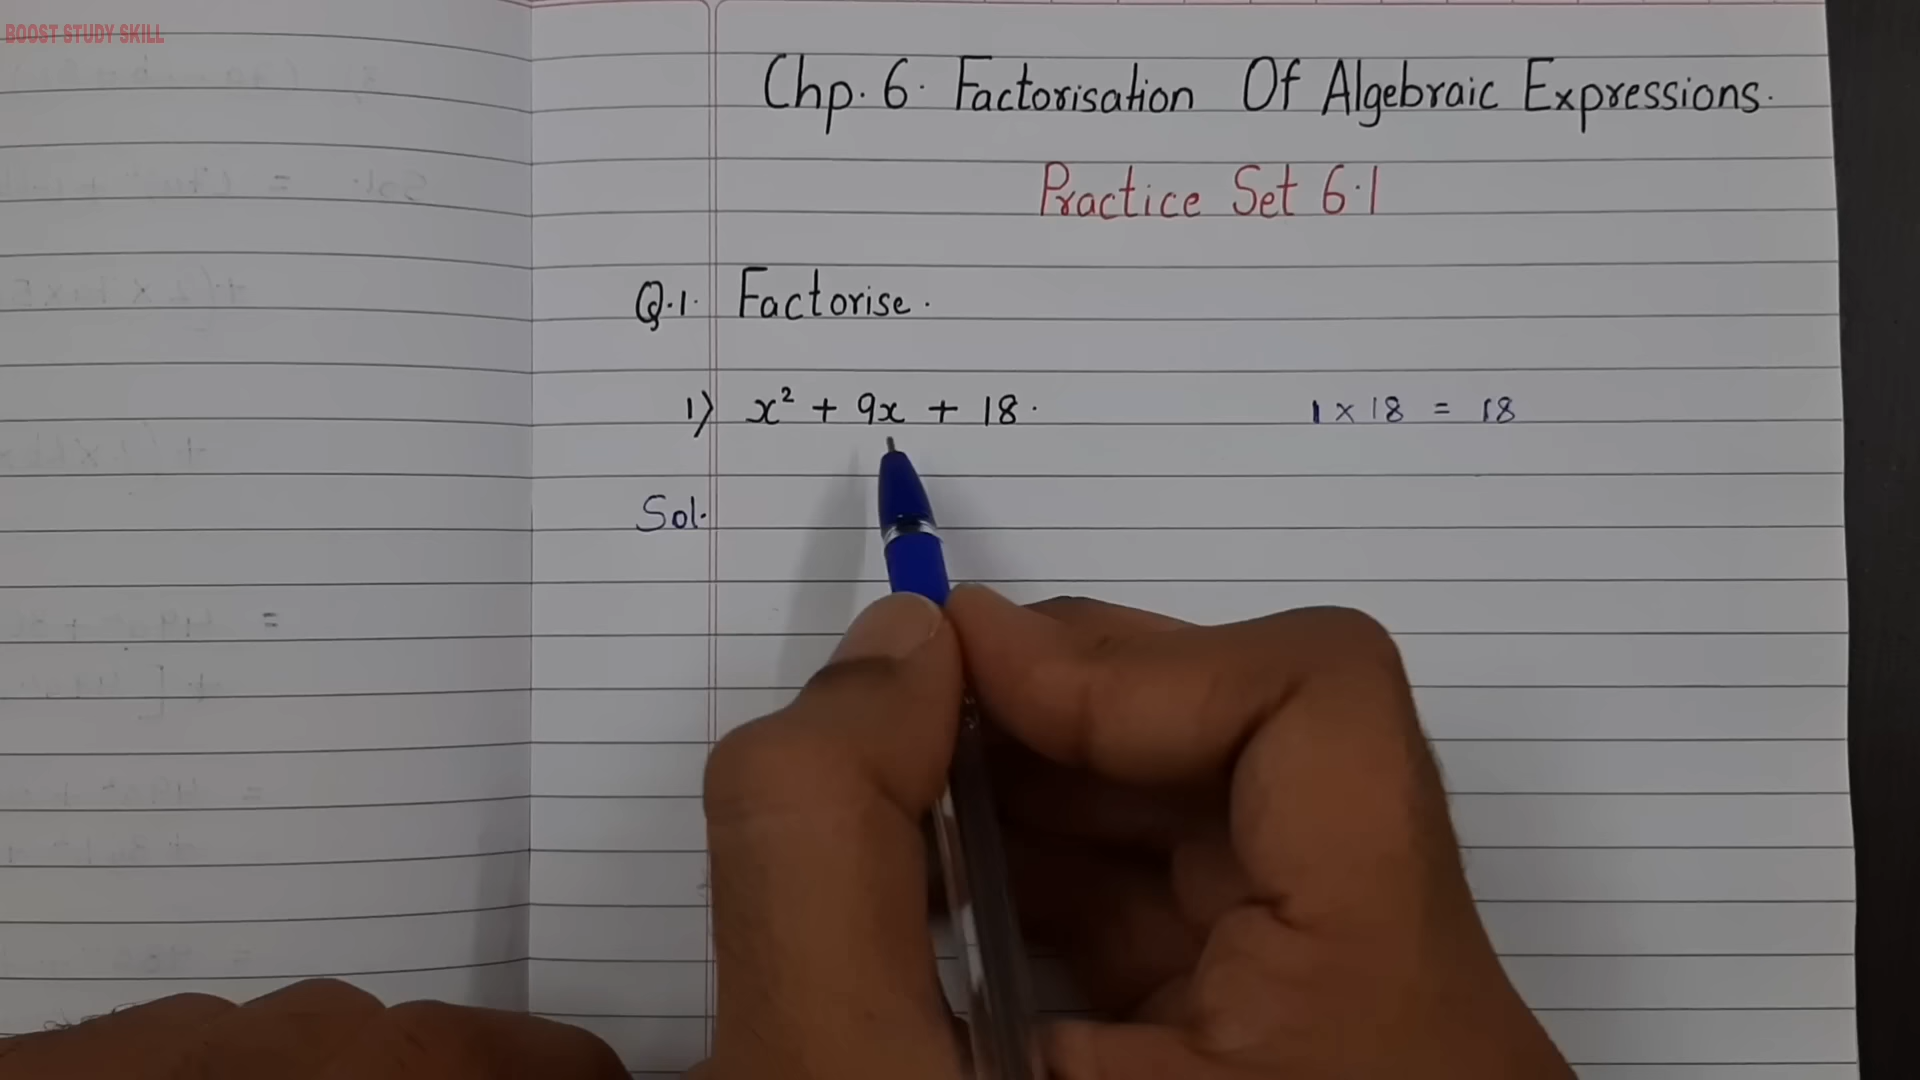 BOOST STUDY SKILL
Chp. 6. Factorisation Of Algebraic Expressions.
Practice Set 6.1
Q.1. Factorise.
1) x² + 9x + 18. 1 x 18 = 18
Sol.